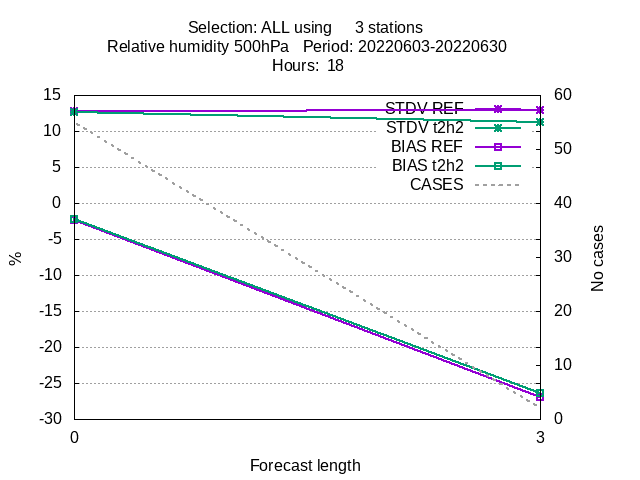 Selection: ALL using 3 stations
Relative humidity 500hPa Period: 20220603-20220630
Hours: 18
15
10
5
0
-5
-10
-15
-20
-25
-30
60
50
40
30
20
10
0
STDV REF
STDV t2h2
BIAS REF
BIAS t2h2
CASES
%
No cases
0
3
Forecast length